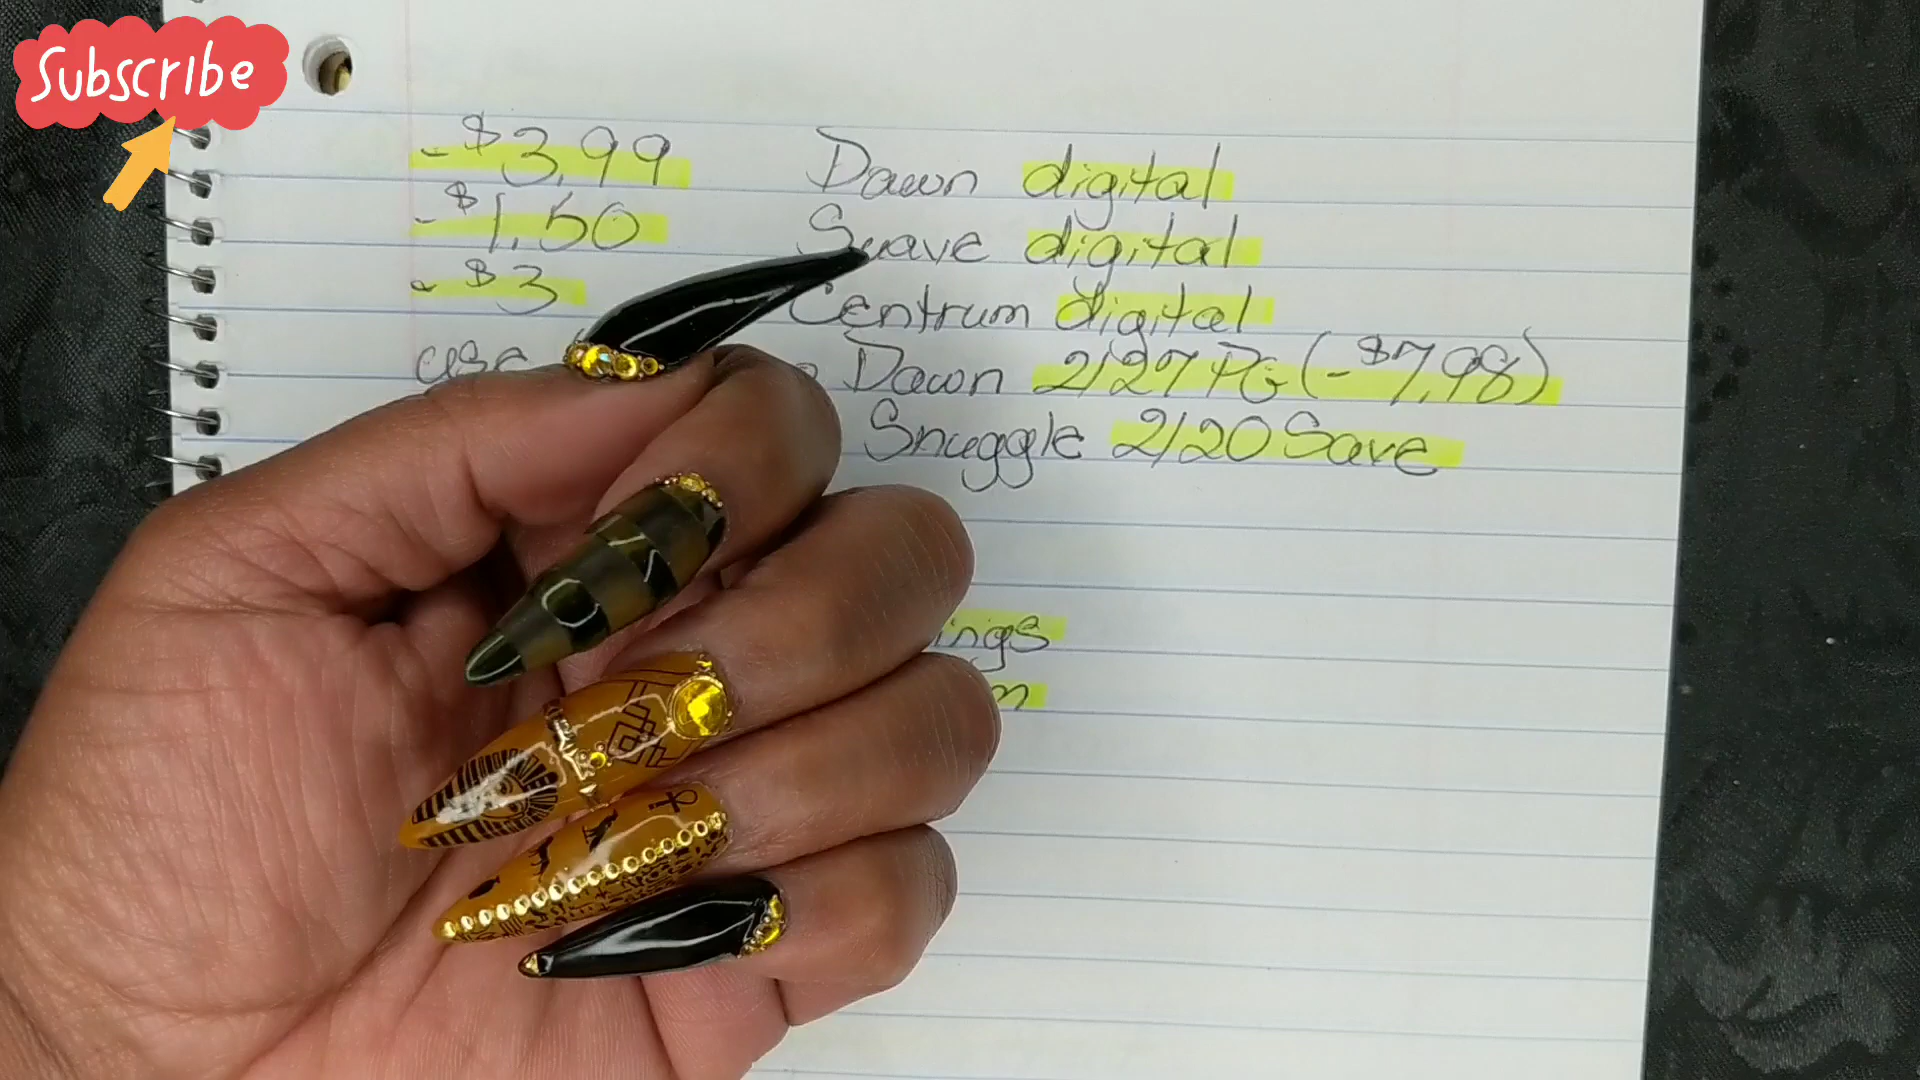 Subscribe
-$3.99 Dawn digital
-$1.50 Suave digital
-$3 Centrum digital
use Dawn 2/27 PG (-$7.98)
Snuggle 2/20 Save